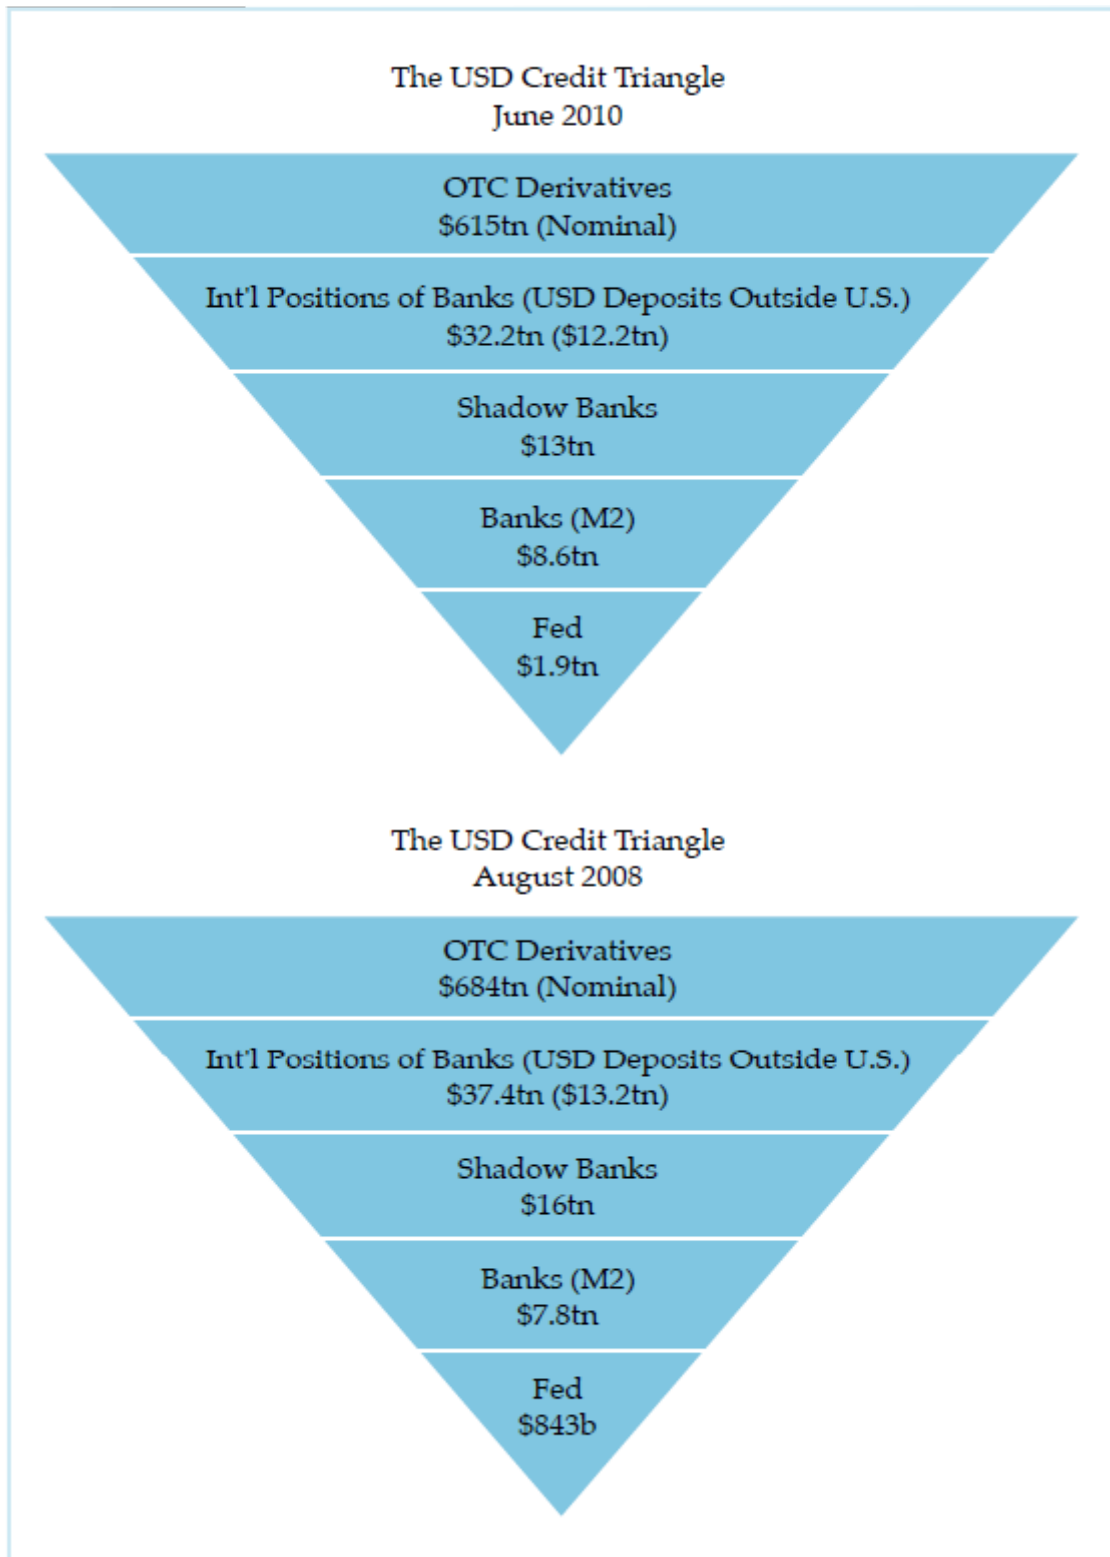 The USD Credit Triangle
June 2010
OTC Derivatives
$615tn (Nominal)
Int'l Positions of Banks (USD Deposits Outside U.S.)
$32.2tn ($12.2tn)
Shadow Banks
$13tn
Banks (M2)
$8.6tn
Fed
$1.9tn
The USD Credit Triangle
August 2008
OTC Derivatives
$684tn (Nominal)
Int'l Positions of Banks (USD Deposits Outside U.S.)
$37.4tn ($13.2tn)
Shadow Banks
$16tn
Banks (M2)
$7.8tn
Fed
$843b